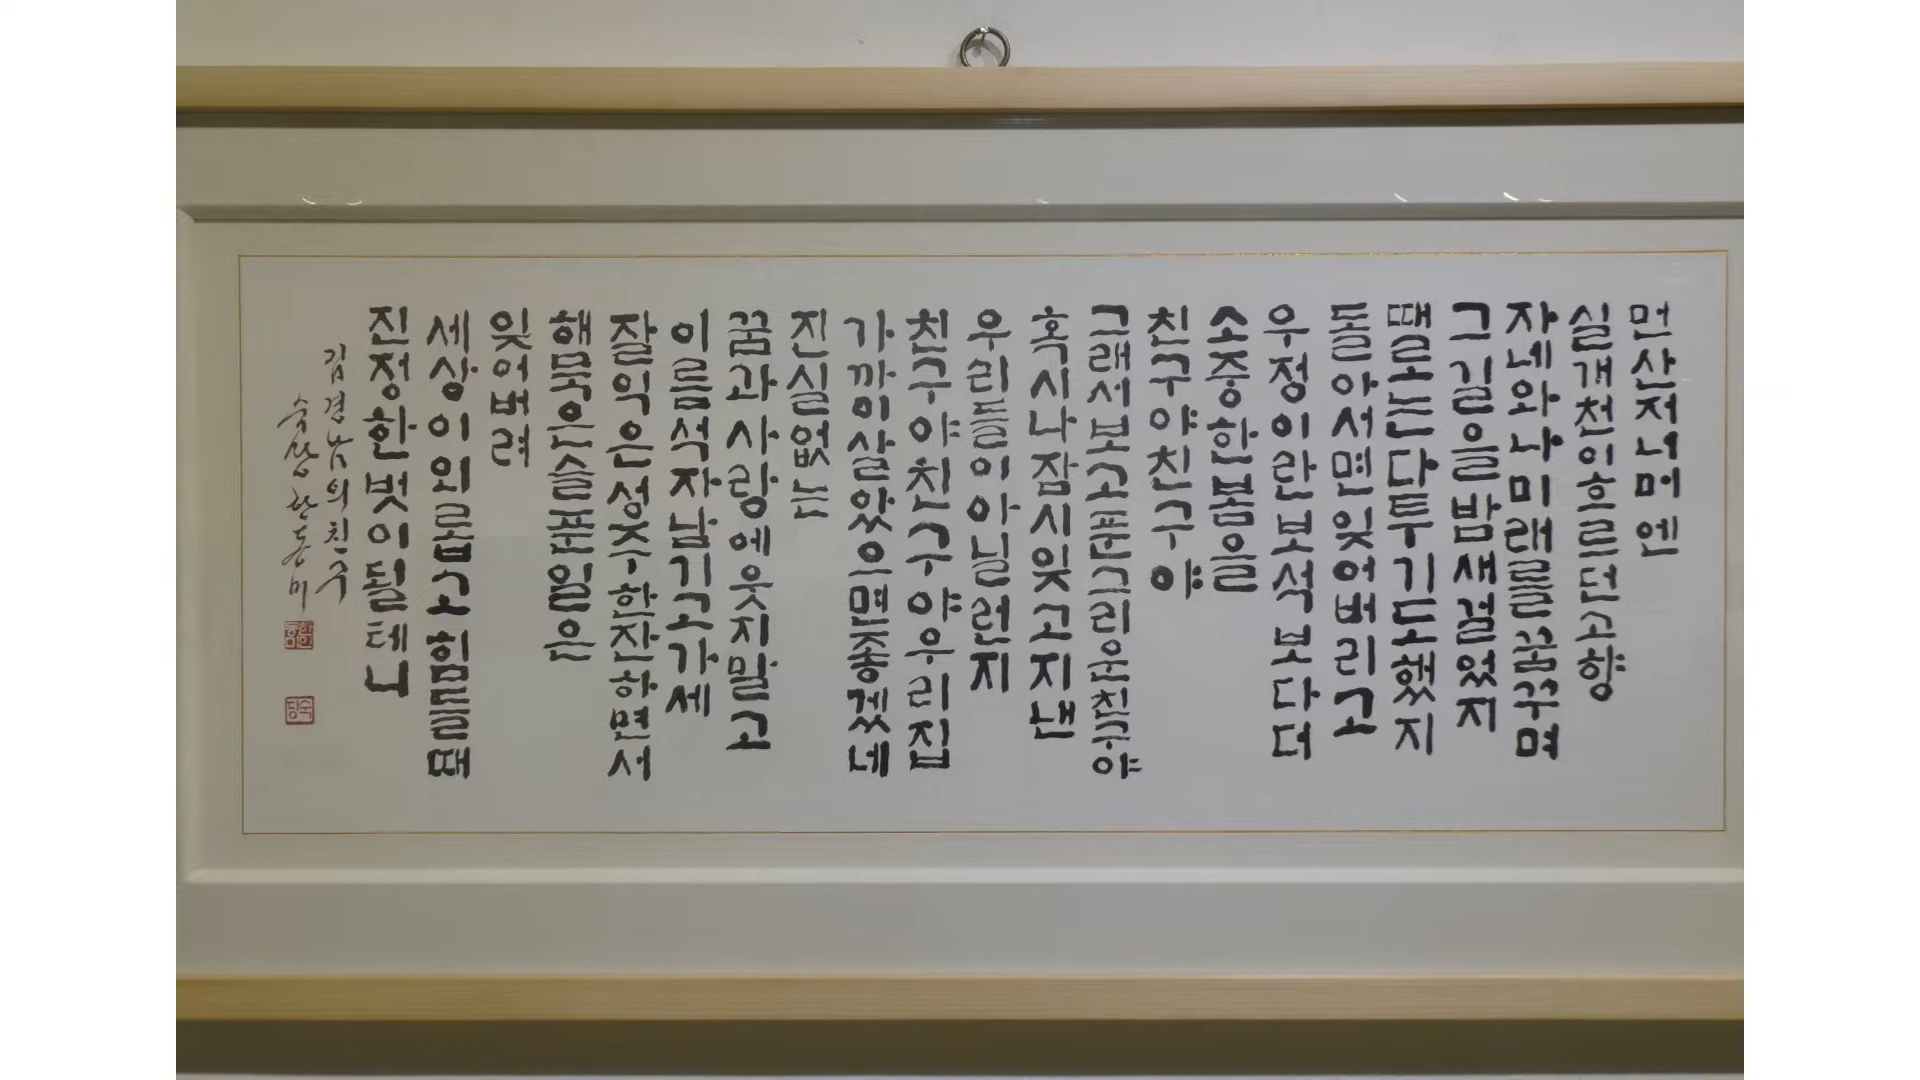 먼산저너머엔
실개천이흐르던고향
자네와나미래를꿈꾸며
그길을밤새걸었지
때로는다투기도했지
돌아서면잊어버리고
우정이란보석보다더
소중한봄을
친구야친구야
그래서보고푼그리운친구야
혹시나잠시잊고지낸
우리들이아닐런지
친구야친구야우리집
가까이살았으면좋겠네
진실없는
꿈과사랑에웃지말고
이름석자남기고가세
잘익은성주한잔하면서
해묵은슬픈일은
잊어버려
세상이외롭고힘들때
진정한벗이될테니
김경남의친구
숙당
숙당